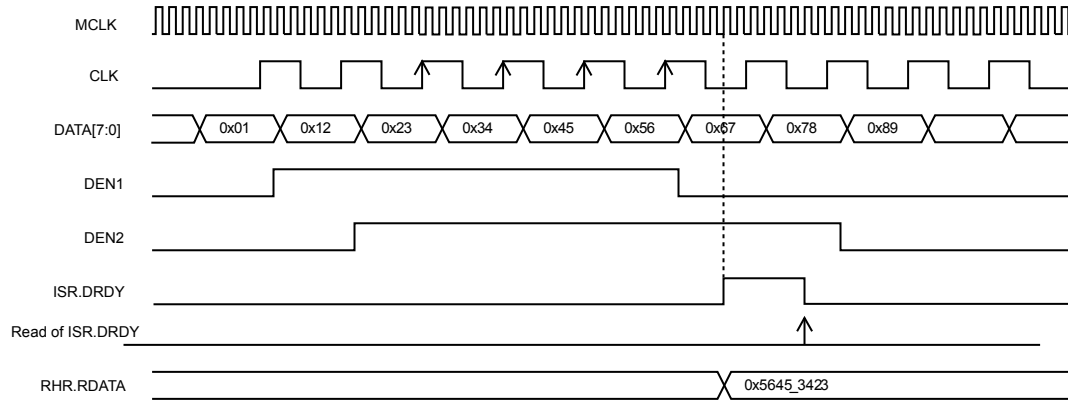 MCLK
CLK
DATA[7:0] 0x01 0x12 0x23 0x34 0x45 0x56 0x67 0x78 0x89
DEN1
DEN2
ISR.DRDY
Read of ISR.DRDY
RHR.RDATA 0x5645_3423